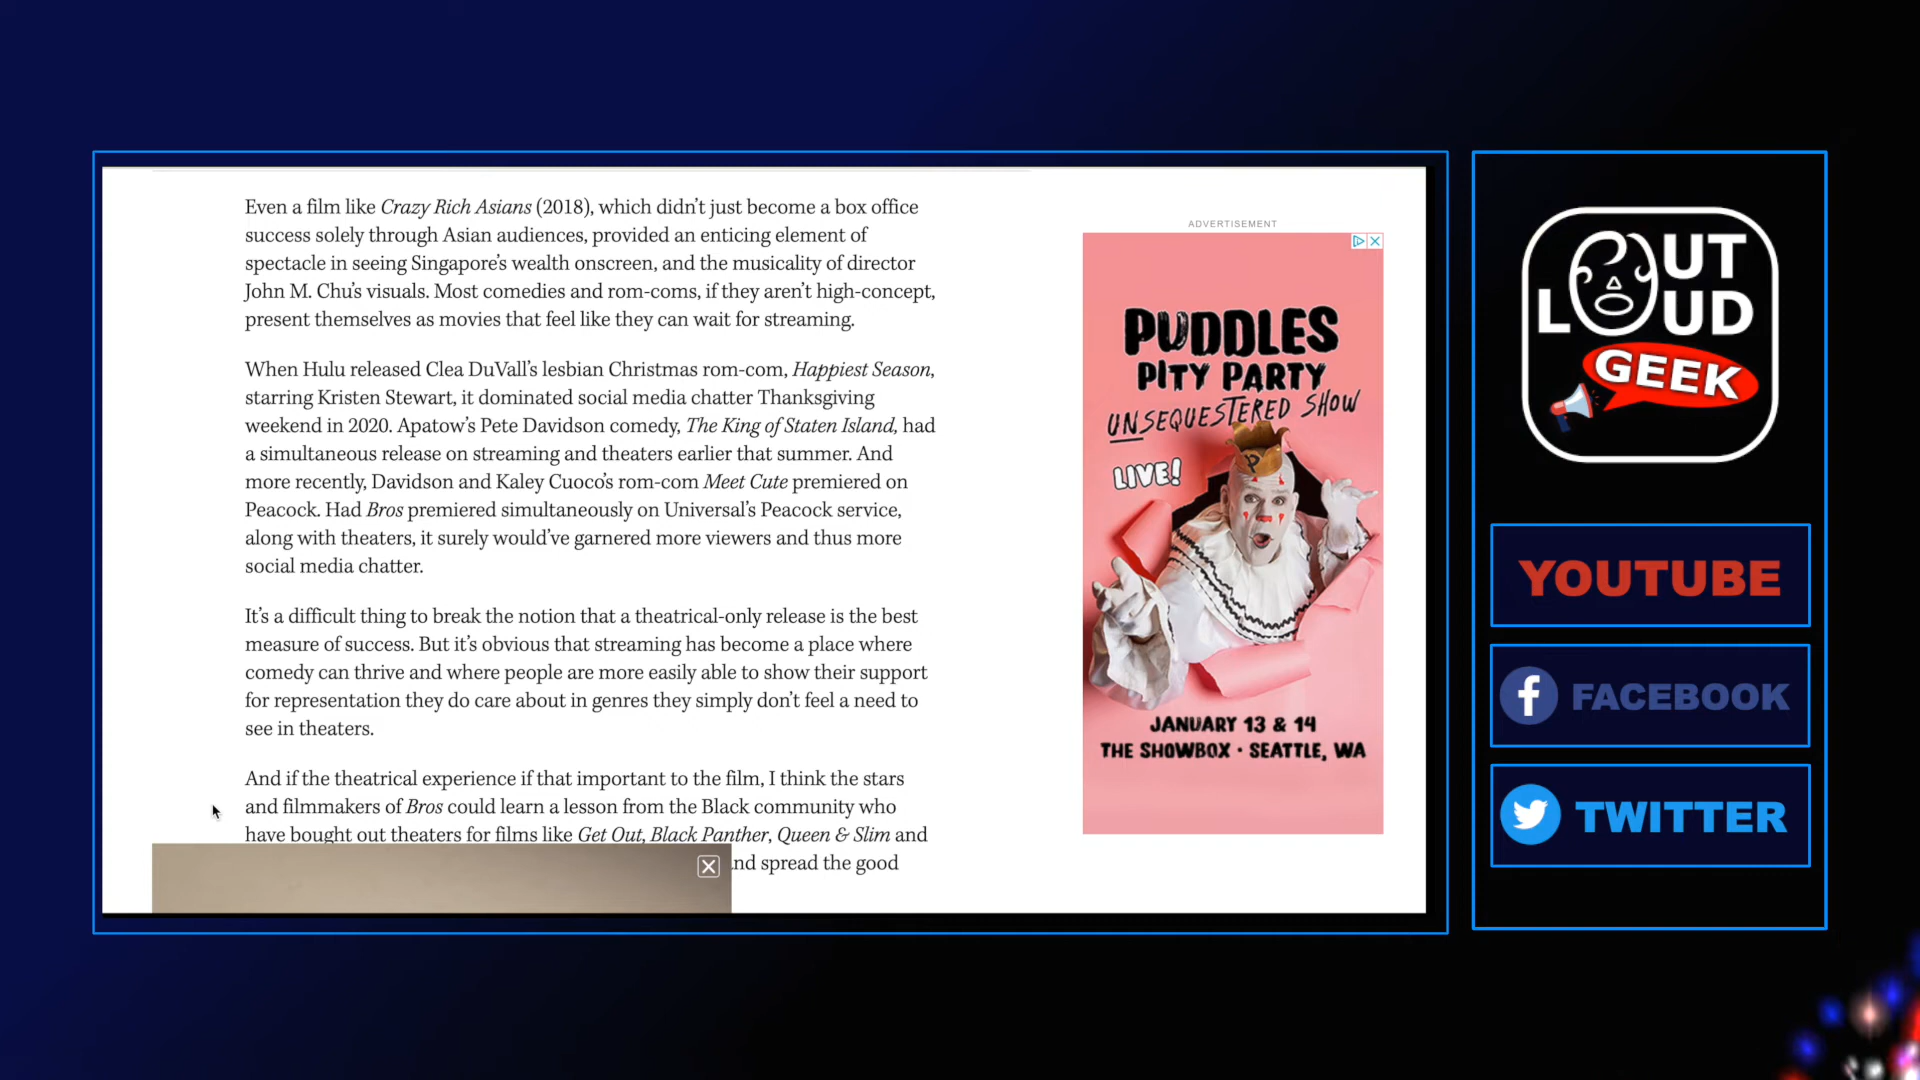 Even a film like Crazy Rich Asians (2018), which didn't just become a box office
success solely through Asian audiences, provided an enticing element of
spectacle in seeing Singapore's wealth onscreen, and the musicality of director
John M. Chu's visuals. Most comedies and rom-coms, if they aren't high-concept,
present themselves as movies that feel like they can wait for streaming.
When Hulu released Clea DuVall's lesbian Christmas rom-com, Happiest Season,
starring Kristen Stewart, it dominated social media chatter Thanksgiving
weekend in 2020. Apatow's Pete Davidson comedy, The King of Staten Island, had
a simultaneous release on streaming and theaters earlier that summer. And
more recently, Davidson and Kaley Cuoco's rom-com Meet Cute premiered on
Peacock. Had Bros premiered simultaneously on Universal's Peacock service,
along with theaters, it surely would've garnered more viewers and thus more
social media chatter.
It's a difficult thing to break the notion that a theatrical-only release is the best
measure of success. But it's obvious that streaming has become a place where
comedy can thrive and where people are more easily able to show their support
for representation they do care about in genres they simply don't feel a need to
see in theaters.
And if the theatrical experience if that important to the film, I think the stars
and filmmakers of Bros could learn a lesson from the Black community who
have bought out theaters for films like Get Out, Black Panther, Queen & Slim and
and spread the good
ADVERTISEMENT
PUDDLES
PITY PARTY
UNSEQUESTERED SHOW
LIVE!
P
JANUARY 13 & 14
THE SHOWBOX · SEATTLE, WA
OUT
LOUD
GEEK
YOUTUBE
f FACEBOOK
TWITTER